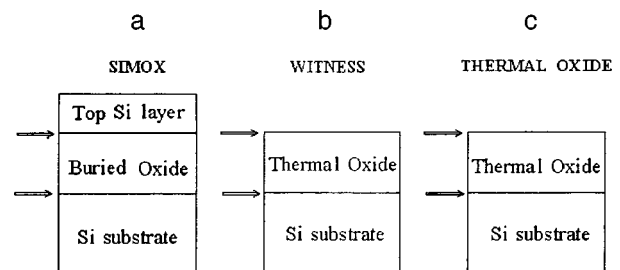 a
b
c
SIMOX
WITNESS
THERMAL OXIDE
Top Si layer
Buried Oxide
Thermal Oxide
Thermal Oxide
Si substrate
Si substrate
Si substrate